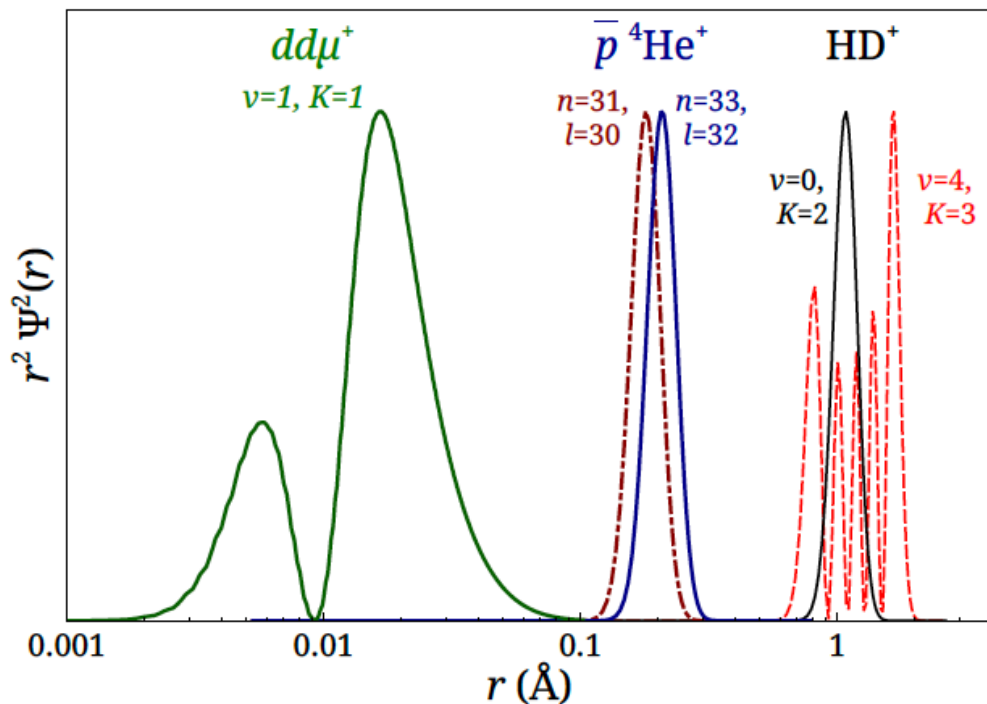 ddμ⁺
v=1, K=1
p̅ ⁴He⁺
n=31,
l=30
n=33,
l=32
HD⁺
v=0,
K=2
v=4,
K=3
r² Ψ²(r)
0.001
0.01
0.1
1
r (Å)